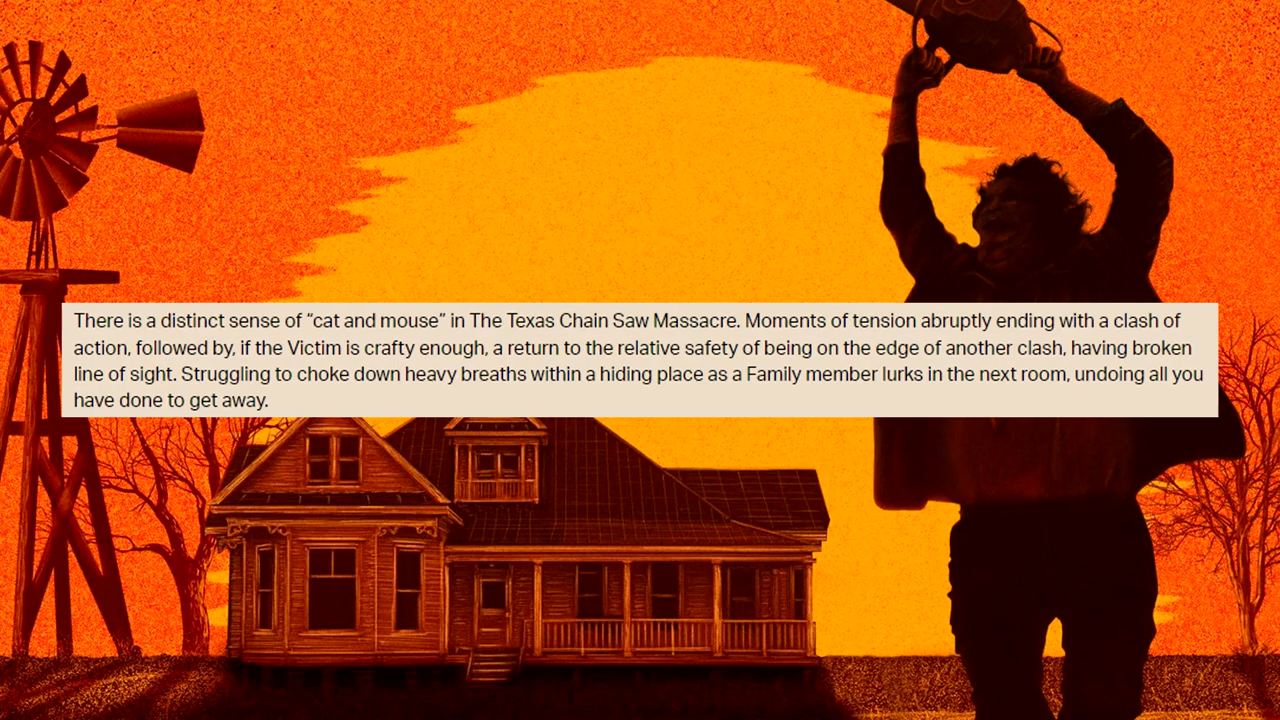 There is a distinct sense of “cat and mouse” in The Texas Chain Saw Massacre. Moments of tension abruptly ending with a clash of
action, followed by, if the Victim is crafty enough, a return to the relative safety of being on the edge of another clash, having broken
line of sight. Struggling to choke down heavy breaths within a hiding place as a Family member lurks in the next room, undoing all you
have done to get away.